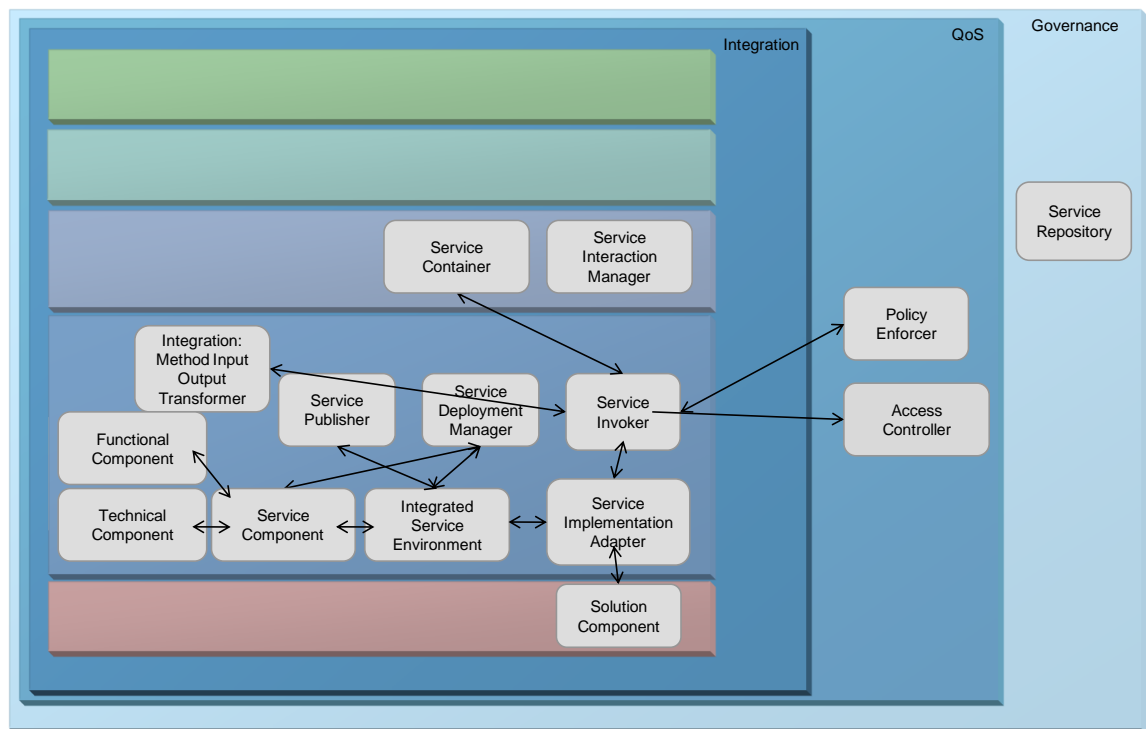 Governance
QoS
Integration
Service
Repository
Service
Container
Service
Interaction
Manager
Policy
Enforcer
Integration:
Method Input
Output
Transformer
Service
Publisher
Service
Deployment
Manager
Service
Invoker
Access
Controller
Functional
Component
Technical
Component
Service
Component
Integrated
Service
Environment
Service
Implementation
Adapter
Solution
Component